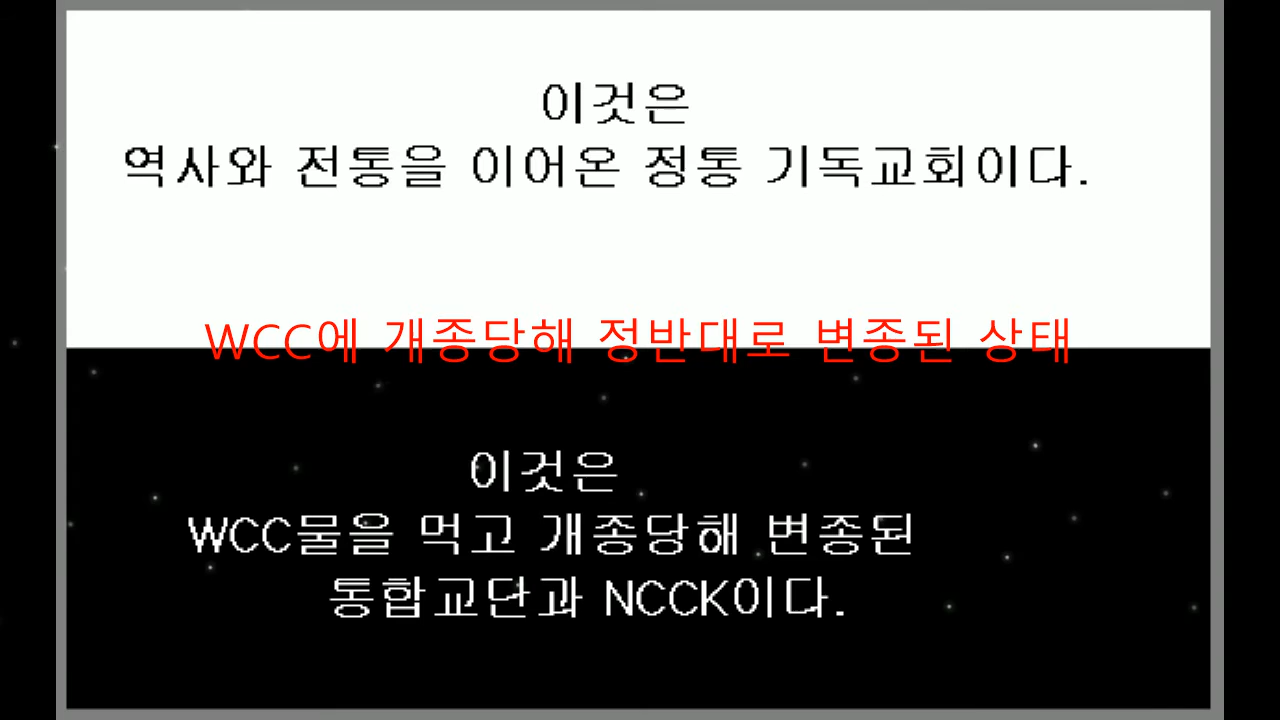 이것은
역사와 전통을 이어온 정통 기독교회이다.
WCC에 개종당해 정반대로 변종된 상태
이것은
WCC물을 먹고 개종당해 변종된
통합교단과 NCCK이다.